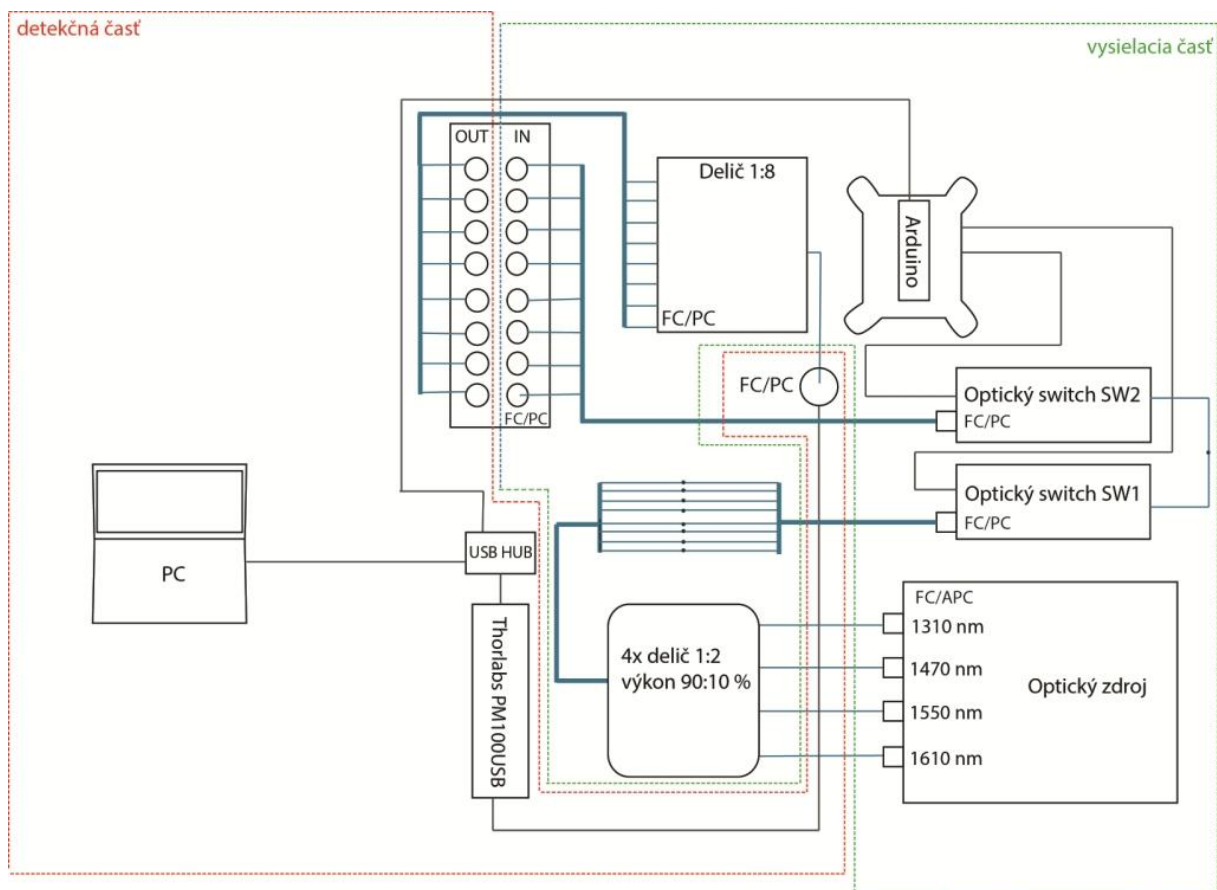 detekčná časť
vysielacia časť
OUT
IN
FC/PC
Delič 1:8
FC/PC
Arduino
FC/PC
Optický switch SW2
FC/PC
Optický switch SW1
FC/PC
PC
USB HUB
Thorlabs PM100USB
4x delič 1:2
výkon 90:10 %
FC/APC
1310 nm
1470 nm
1550 nm
1610 nm
Optický zdroj